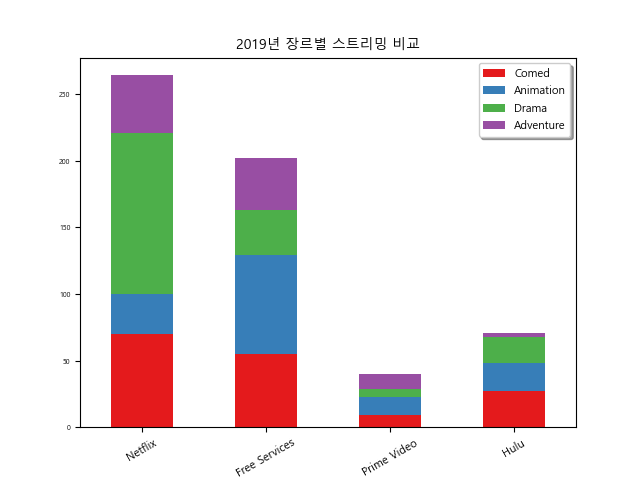 2019년 장르별 스트리밍 비교
Comed
Animation
Drama
Adventure
250
200
150
100
50
0
Netflix
Free Services
Prime Video
Hulu